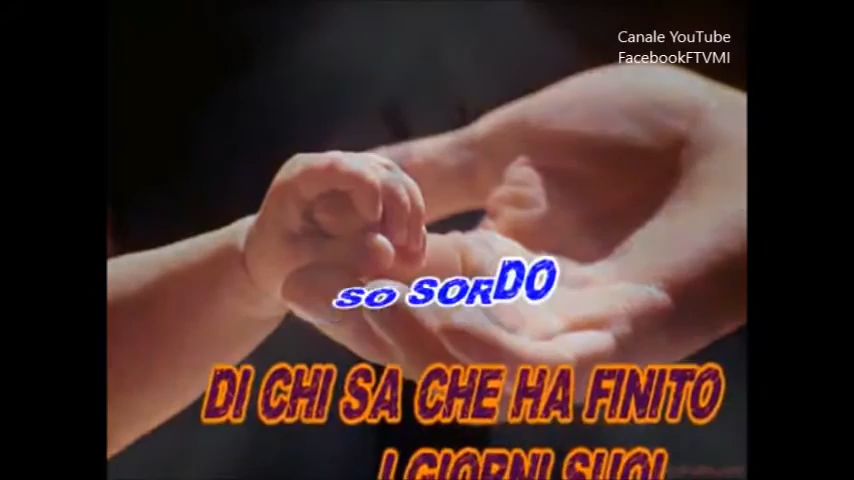 Canale YouTube
FacebookFTVMI
SO SORDO
DI CHI SA CHE HA FINITO
I GIORNI SUOI